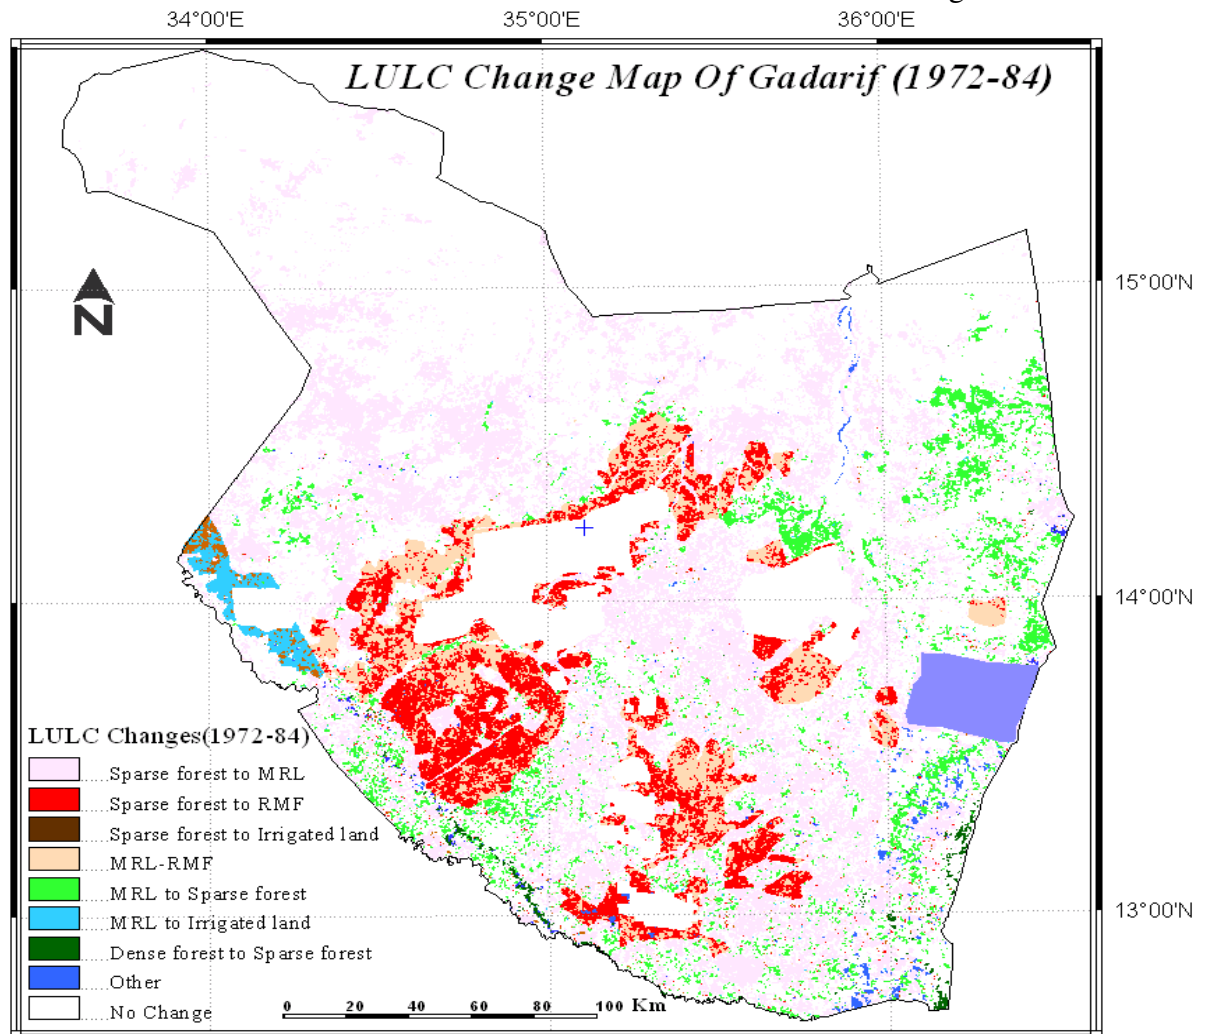 34°00'E 35°00'E 36°00'E
LULC Change Map Of Gadarif (1972-84)
15°00'N
N
14°00'N
LULC Changes(1972-84)
Sparse forest to MRL
Sparse forest to RMF
Sparse forest to Irrigated land
MRL-RMF
MRL to Sparse forest
MRL to Irrigated land
13°00'N
Dense forest to Sparse forest
Other
No Change
0 20 40 60 80 100 Km